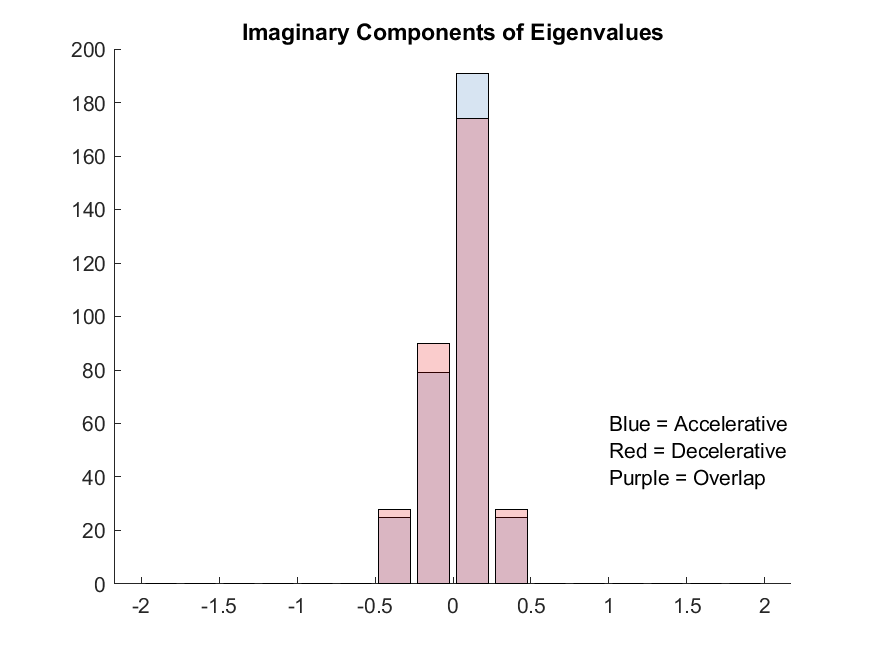 Imaginary Components of Eigenvalues
200
180
160
140
120
100
80
60
40
20
0
Blue = Accelerative
Red = Decelerative
Purple = Overlap
-2 -1.5 -1 -0.5 0 0.5 1 1.5 2